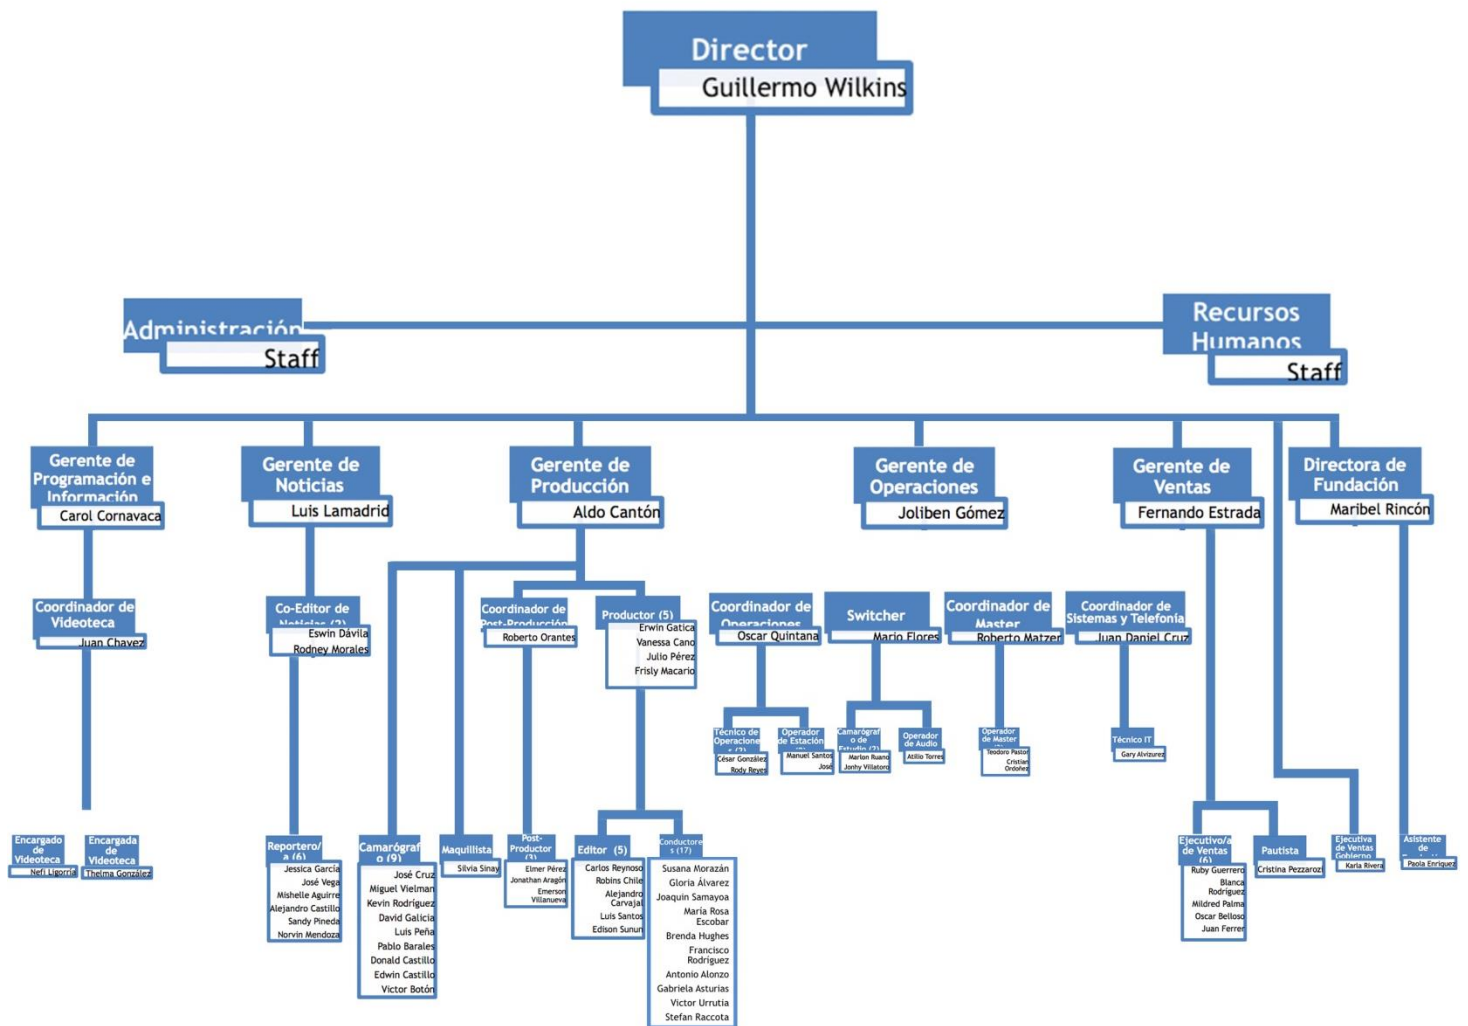 Director
Guillermo Wilkins
Administración
Staff
Recursos
Humanos
Staff
Gerente de
Programación e
Información
Carol Cornavaca
Gerente de
Noticias
Luis Lamadrid
Gerente de
Producción
Aldo Cantón
Gerente de
Operaciones
Joliben Gómez
Gerente de
Ventas
Fernando Estrada
Directora de
Fundación
Maribel Rincón
Coordinador de
Videoteca
Juan Chavez
Co-Editor de
Noticias (2)
Eswin Dávila
Rodney Morales
Coordinador de
Post-Producción
Roberto Orantes
Productor (5)
Erwin Gatica
Vanessa Cano
Julio Pérez
Frisly Macario
Coordinador de
Operaciones
Oscar Quintana
Switcher
Mario Flores
Coordinador de
Master
Roberto Matzer
Coordinador de
Sistemas y Telefonía
Juan Daniel Cruz
Técnico de
Operacione
s (2)
César González
Rody Reyes
Operador
de Estación
Manuel Santos
José
Camarógraf
o de
Estudio (2)
Marlon Ruano
Jonhy Villatoro
Operador
de Audio
Atilio Torres
Operador
de Master
Teodoro Pastor
Cristian
Ordoñez
Técnico IT
Gary Alvizurez
Encargado
de
Videoteca
Nefi Ligorría
Encargada
de
Videoteca
Thelma González
Reportero/
a (6)
Jessica García
José Vega
Mishelle Aguirre
Alejandro Castillo
Sandy Pineda
Norvin Mendoza
Camarógraf
o (9)
José Cruz
Miguel Vielman
Kevin Rodríguez
David Galicia
Luis Peña
Pablo Barales
Donald Castillo
Edwin Castillo
Victor Botón
Maquillista
Silvia Sinay
Post-
Productor
(3)
Elmer Pérez
Jonathan Aragón
Emerson
Villanueva
Editor (5)
Carlos Reynoso
Robins Chile
Alejandro
Carvajal
Luis Santos
Edison Sunun
Conductore
s (17)
Susana Morazán
Gloria Álvarez
Joaquin Samayoa
María Rosa
Escobar
Brenda Hughes
Francisco
Rodríguez
Antonio Alonzo
Gabriela Asturias
Victor Urrutia
Stefan Raccota
Ejecutivo/a
de Ventas
(6)
Ruby Guerrero
Blanca
Rodríguez
Mildred Palma
Oscar Belloso
Juan Ferrer
Pautista
Cristina Pezzarozi
Ejecutiva
de Ventas
Gobierno
Karla Rivera
Asistente
de
Paola Enríquez